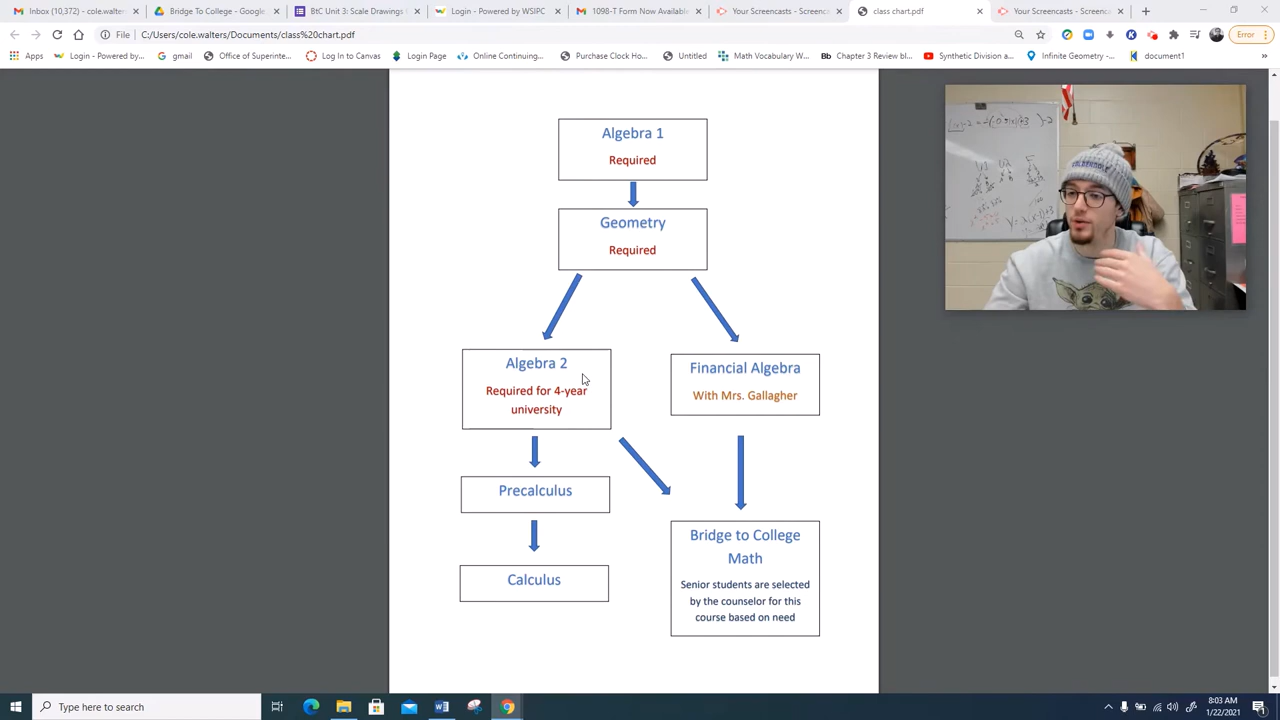 Inbox (10,372) - cole.walters
Bridge To College - Google
BtC Unit 3: Scale Drawings
Login - Powered by WSIPC
1098-T Form Now Available
Your Screencasts - Screenca
class chart.pdf
Your Screencasts - Screenca
File
C:/Users/cole.walters/Documents/class%20chart.pdf
Error
Apps
Login - Powered by...
gmail
Office of Superinte...
Log In to Canvas
Login Page
Online Continuing...
Purchase Clock Ho...
Untitled
Math Vocabulary W...
Bb Chapter 3 Review bl...
Synthetic Division a...
Infinite Geometry -...
document1
Algebra 1
Required
Geometry
Required
Algebra 2
Required for 4-year
university
Financial Algebra
With Mrs. Gallagher
Precalculus
Calculus
Bridge to College
Math
Senior students are selected
by the counselor for this
course based on need
Type here to search
8:03 AM
1/22/2021